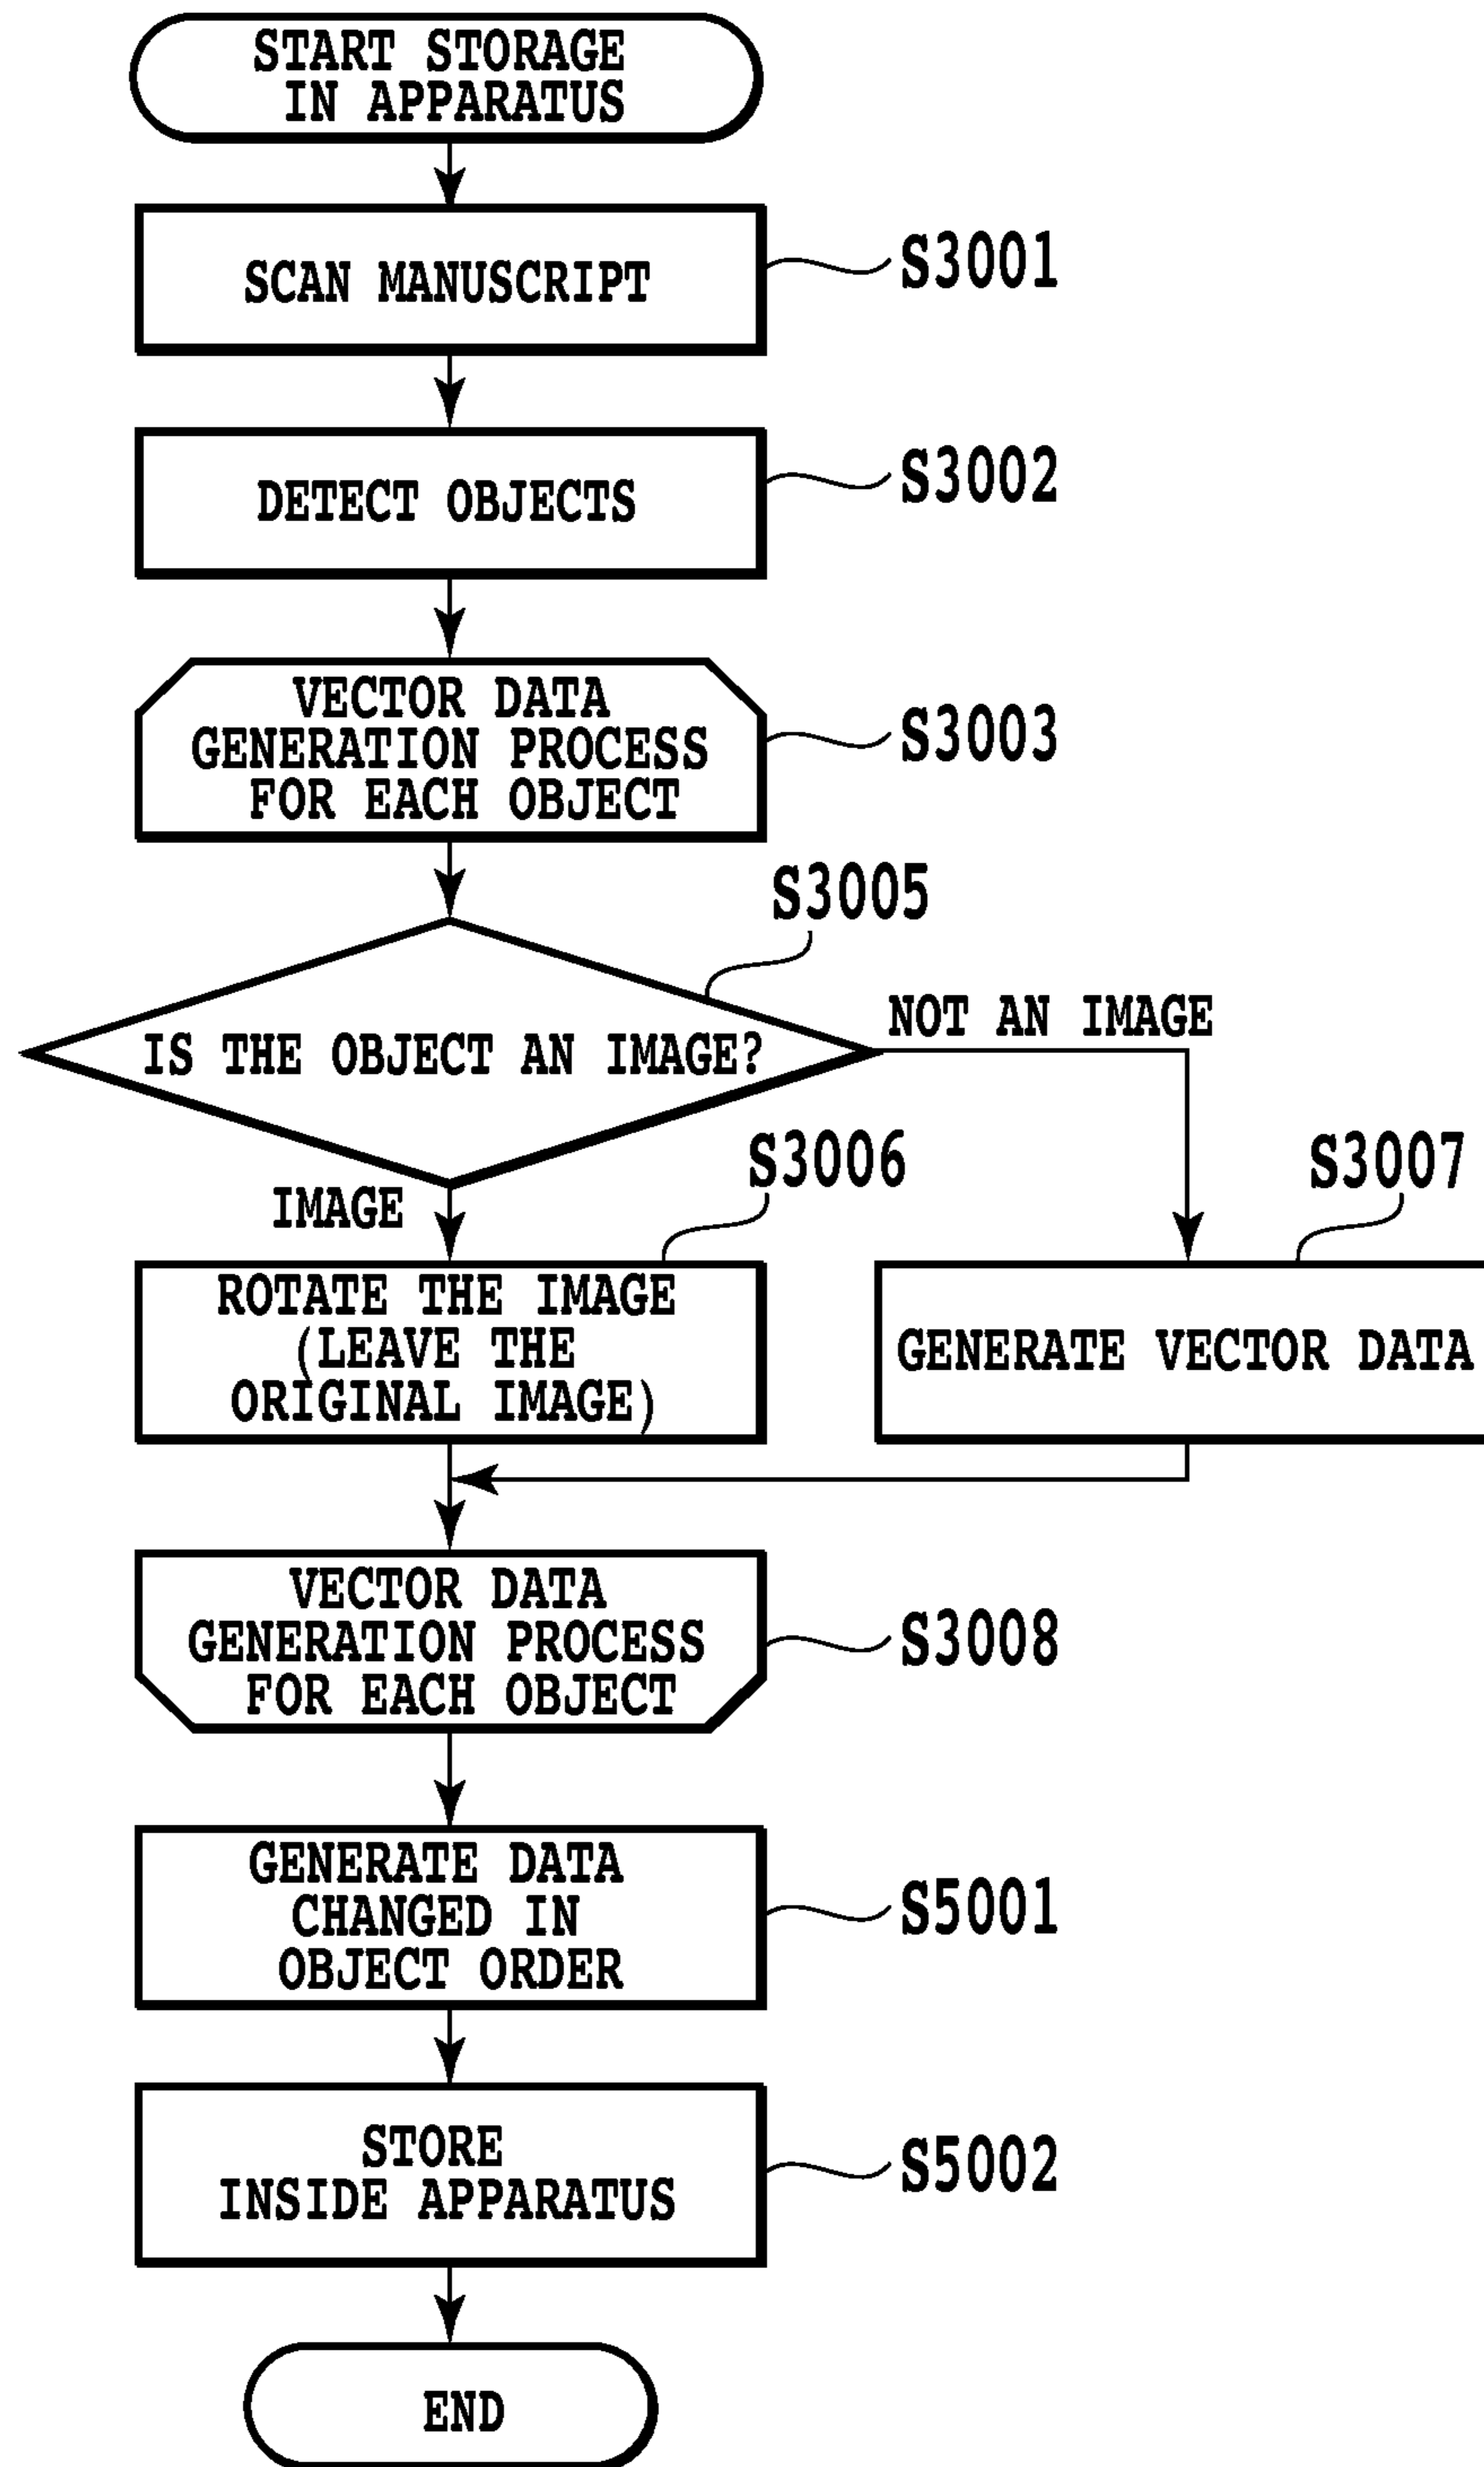 START STORAGE
IN APPARATUS
SCAN MANUSCRIPT
S3001
DETECT OBJECTS
S3002
VECTOR DATA
GENERATION PROCESS
FOR EACH OBJECT
S3003
S3005
IS THE OBJECT AN IMAGE?
NOT AN IMAGE
IMAGE
S3006
ROTATE THE IMAGE
(LEAVE THE
ORIGINAL IMAGE)
S3007
GENERATE VECTOR DATA
VECTOR DATA
GENERATION PROCESS
FOR EACH OBJECT
S3008
GENERATE DATA
CHANGED IN
OBJECT ORDER
S5001
STORE
INSIDE APPARATUS
S5002
END